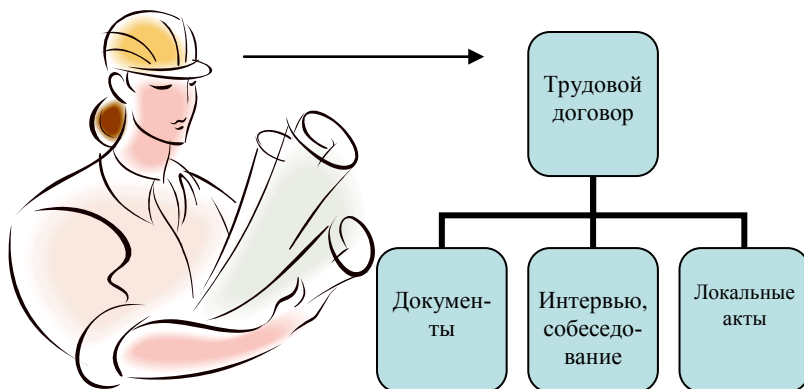 Трудовой
договор
Докумен-
ты
Интервью,
собеседо-
вание
Локальные
акты